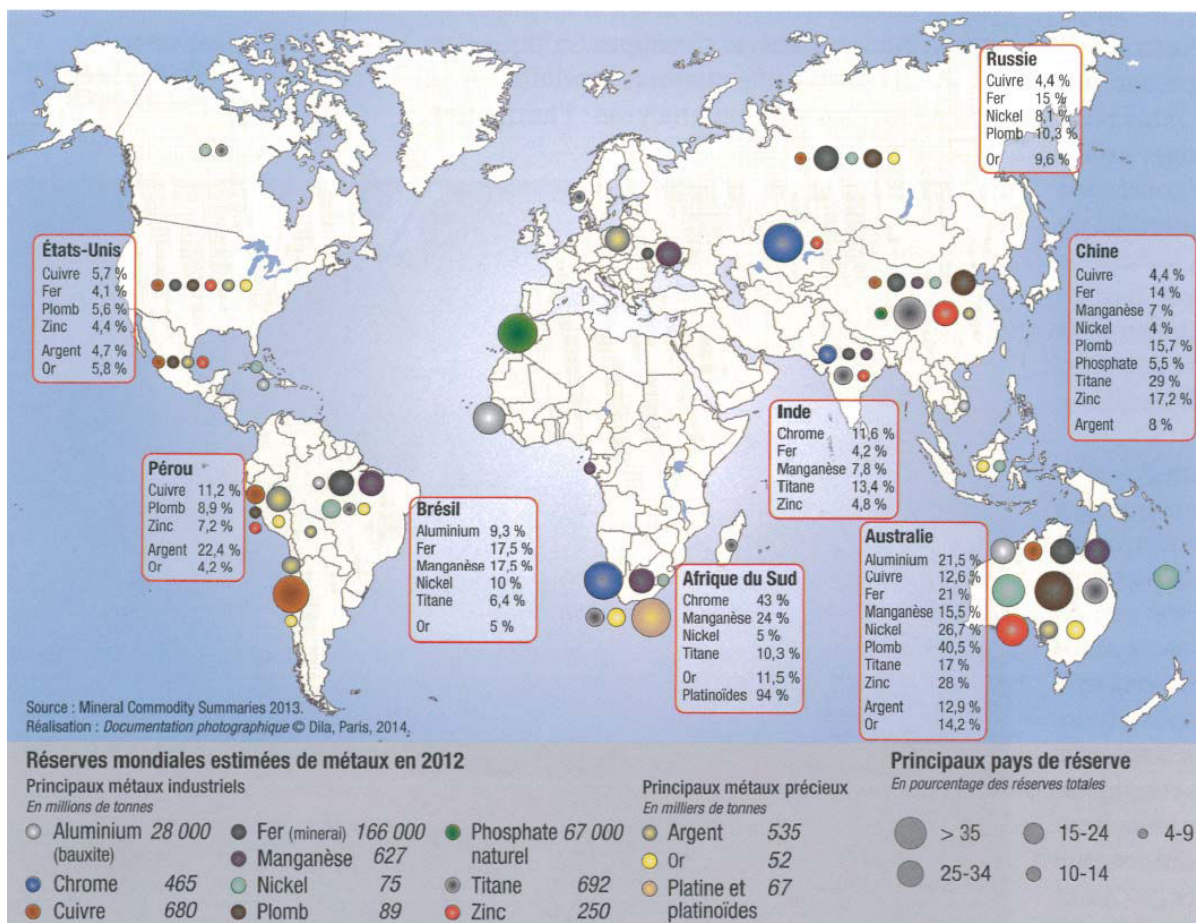 Russie
Cuivre 4,4 %
Fer 15 %
Nickel 8,1 %
Plomb 10,3 %
Or 9,6 %
États-Unis
Cuivre 5,7 %
Fer 4,1 %
Plomb 5,6 %
Zinc 4,4 %
Argent 4,7 %
Or 5,8 %
Chine
Cuivre 4,4 %
Fer 14 %
Manganèse 7 %
Nickel 4 %
Plomb 15,7 %
Phosphate 5,5 %
Titane 29 %
Zinc 17,2 %
Argent 8 %
Inde
Chrome 11,6 %
Fer 4,2 %
Manganèse 7,8 %
Titane 13,4 %
Zinc 4,8 %
Pérou
Cuivre 11,2 %
Plomb 8,9 %
Zinc 7,2 %
Argent 22,4 %
Or 4,2 %
Brésil
Aluminium 9,3 %
Fer 17,5 %
Manganèse 17,5 %
Nickel 10 %
Titane 6,4 %
Or 5 %
Afrique du Sud
Chrome 43 %
Manganèse 24 %
Nickel 5 %
Titane 10,3 %
Or 11,5 %
Platinoïdes 94 %
Australie
Aluminium 21,5 %
Cuivre 12,6 %
Fer 21 %
Manganèse 15,5 %
Nickel 26,7 %
Plomb 40,5 %
Titane 17 %
Zinc 28 %
Argent 12,9 %
Or 14,2 %
Source : Mineral Commodity Summaries 2013.
Réalisation : Documentation photographique © Dila, Paris, 2014.
Réserves mondiales estimées de métaux en 2012
Principaux métaux industriels
En millions de tonnes
Aluminium 28 000
(bauxite)
Chrome 465
Cuivre 680
Fer (minerai) 166 000
Manganèse 627
Nickel 75
Plomb 89
Phosphate 67 000
naturel
Titane 692
Zinc 250
Principaux métaux précieux
En milliers de tonnes
Argent 535
Or 52
Platine et 67
platinoïdes
Principaux pays de réserve
En pourcentage des réserves totales
> 35
15-24
4-9
25-34
10-14